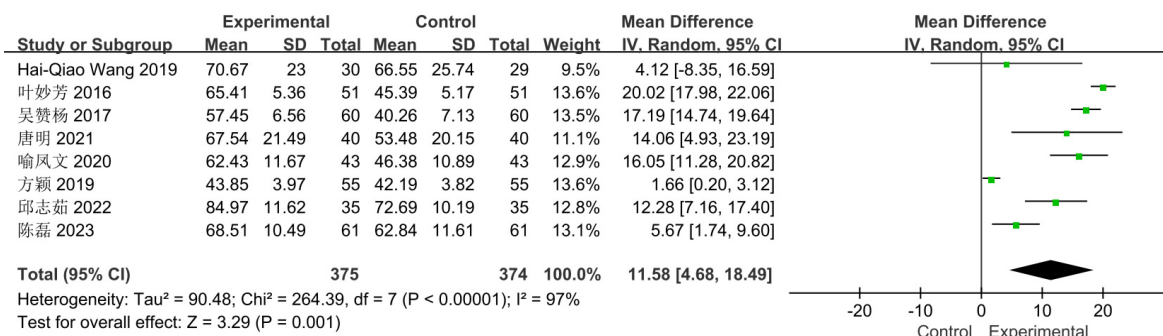 Experimental Control Mean Difference Mean Difference
Study or Subgroup Mean SD Total Mean SD Total Weight IV, Random, 95% CI IV, Random, 95% CI
Hai-Qiao Wang 2019 70.67 23 30 66.55 25.74 29 9.5% 4.12 [-8.35, 16.59]
叶妙芳 2016 65.41 5.36 51 45.39 5.17 51 13.6% 20.02 [17.98, 22.06]
吴赞杨 2017 57.45 6.56 60 40.26 7.13 60 13.5% 17.19 [14.74, 19.64]
唐明 2021 67.54 21.49 40 53.48 20.15 40 11.1% 14.06 [4.93, 23.19]
喻凤文 2020 62.43 11.67 43 46.38 10.89 43 12.9% 16.05 [11.28, 20.82]
方颖 2019 43.85 3.97 55 42.19 3.82 55 13.6% 1.66 [0.20, 3.12]
邱志茹 2022 84.97 11.62 35 72.69 10.19 35 12.8% 12.28 [7.16, 17.40]
陈磊 2023 68.51 10.49 61 62.84 11.61 61 13.1% 5.67 [1.74, 9.60]
Total (95% CI) 375 374 100.0% 11.58 [4.68, 18.49]
Heterogeneity: Tau² = 90.48; Chi² = 264.39, df = 7 (P < 0.00001); I² = 97%
Test for overall effect: Z = 3.29 (P = 0.001)
-20 -10 0 10 20
Control Experimental